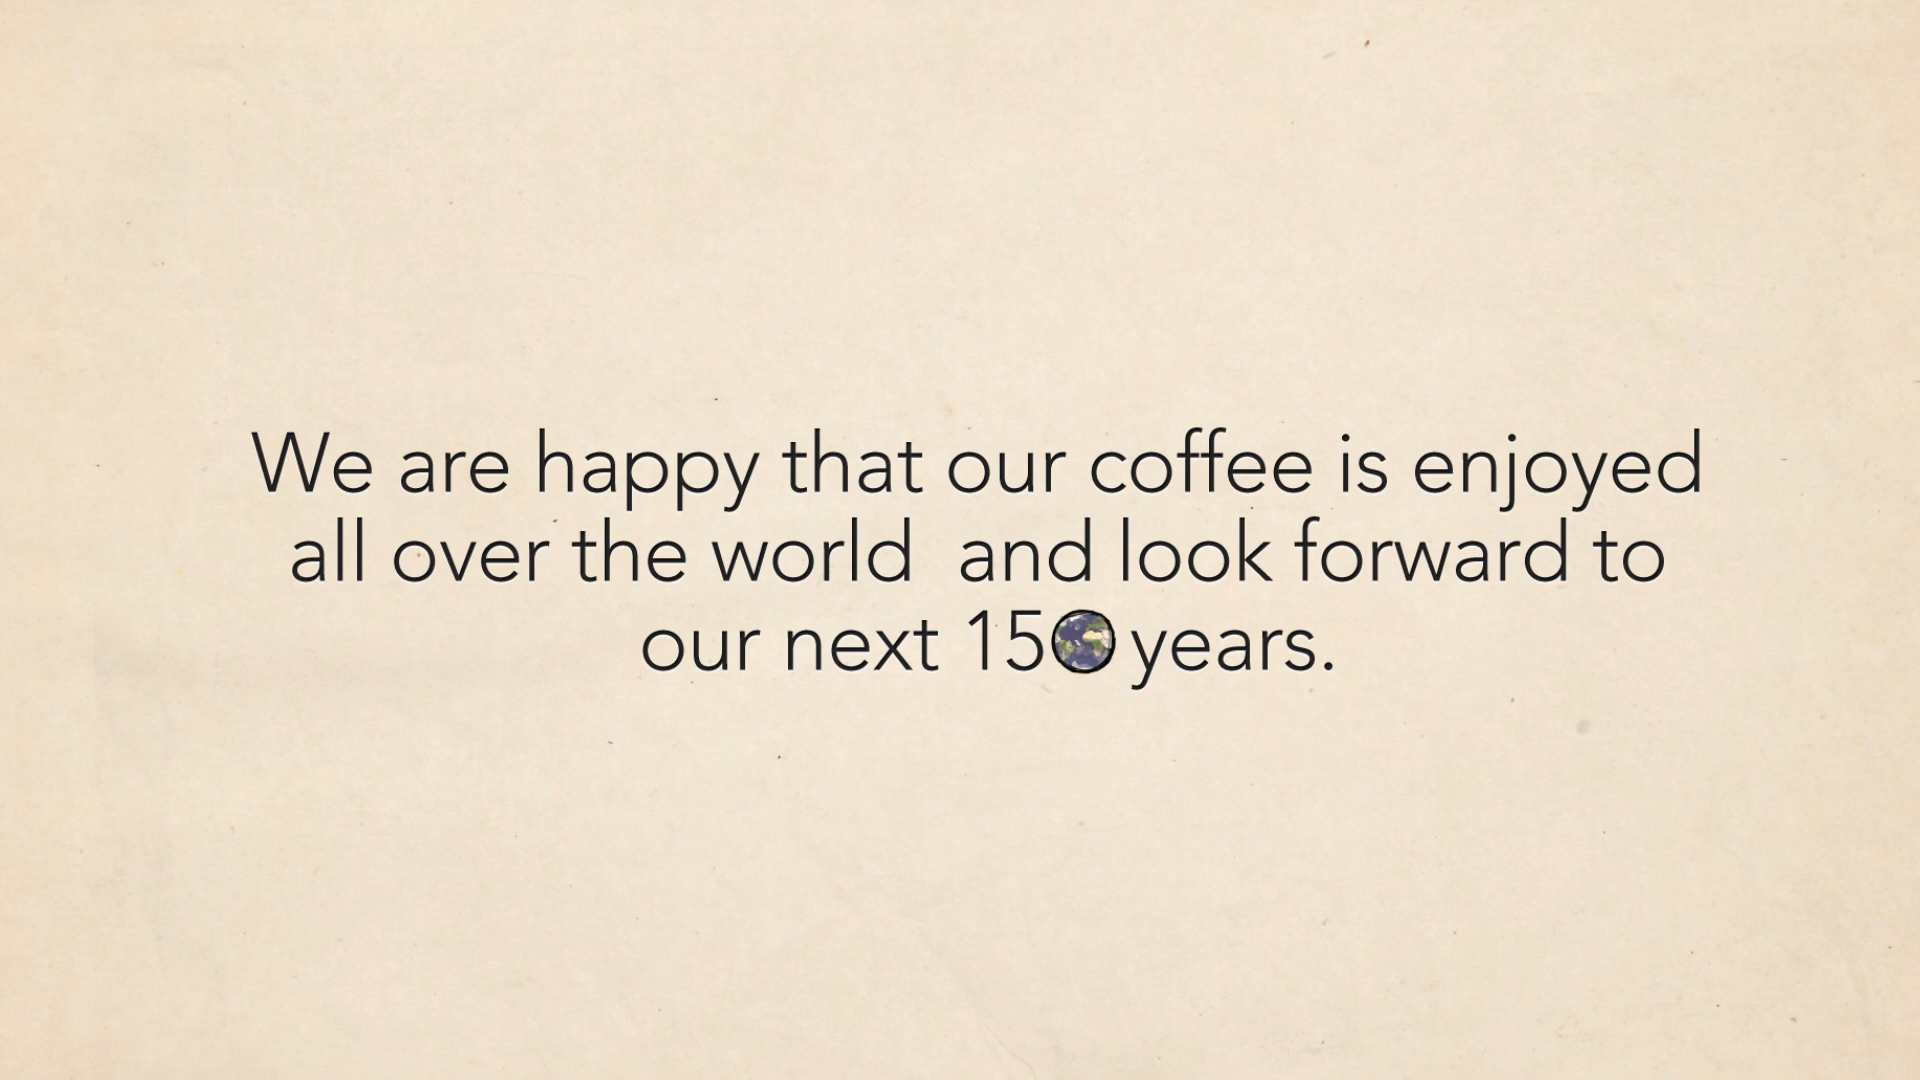 We are happy that our coffee is enjoyed
all over the world  and look forward to
our next 150 years.